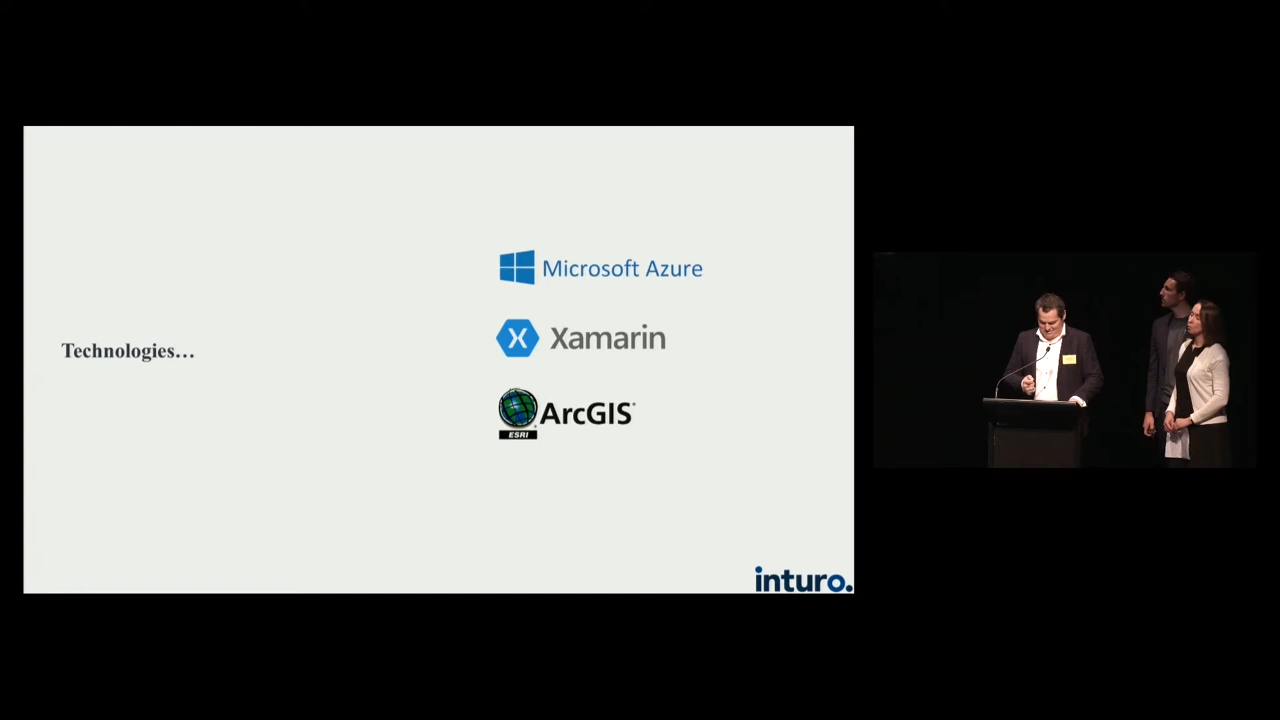 Microsoft Azure
Xamarin
Technologies...
ArcGIS®
ESRI
inturo.